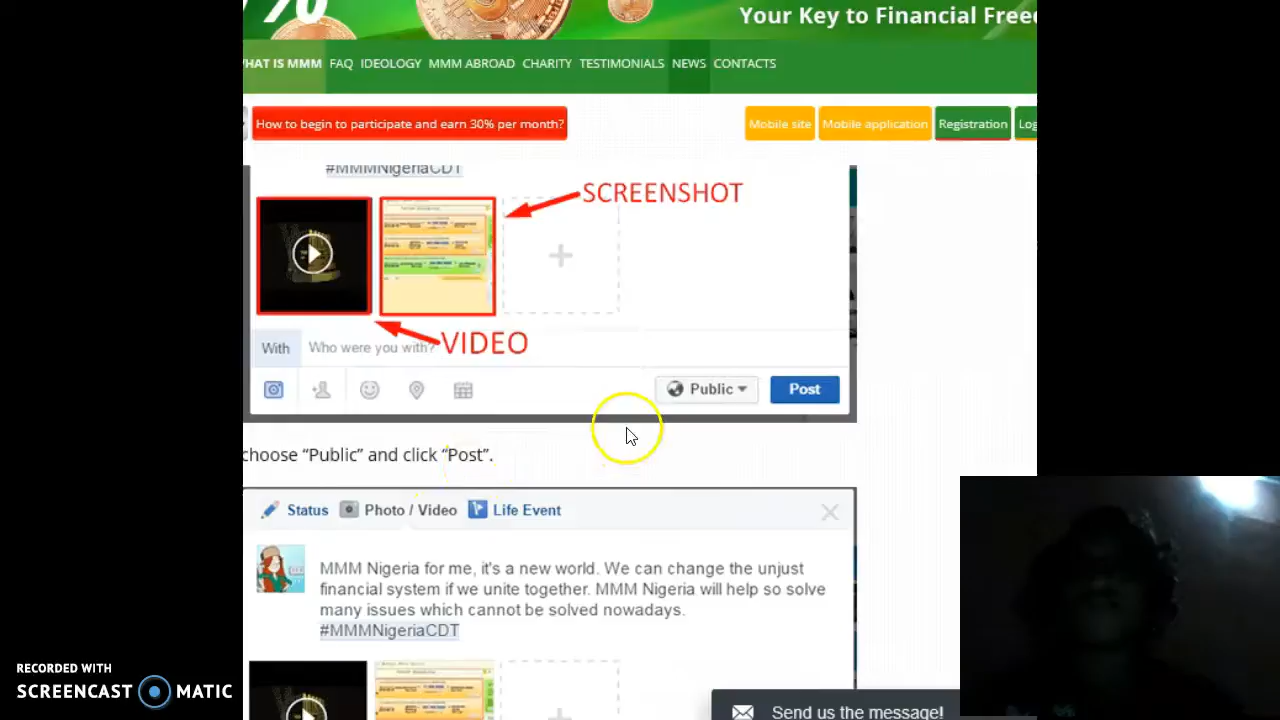 %
Your Key to Financial Free
HAT IS MMM FAQ IDEOLOGY MMM ABROAD CHARITY TESTIMONIALS NEWS CONTACTS
How to begin to participate and earn 30% per month? Mobile site Mobile application Registration Log
#MMMNigeriaCDT
SCREENSHOT
VIDEO
With Who were you with?
Public Post
choose “Public” and click “Post”.
Status Photo / Video Life Event
MMM Nigeria for me, it's a new world. We can change the unjust
financial system if we unite together. MMM Nigeria will help so solve
many issues which cannot be solved nowadays.
#MMMNigeriaCDT
Send us the message!
RECORDED WITH
SCREENCAST MATIC